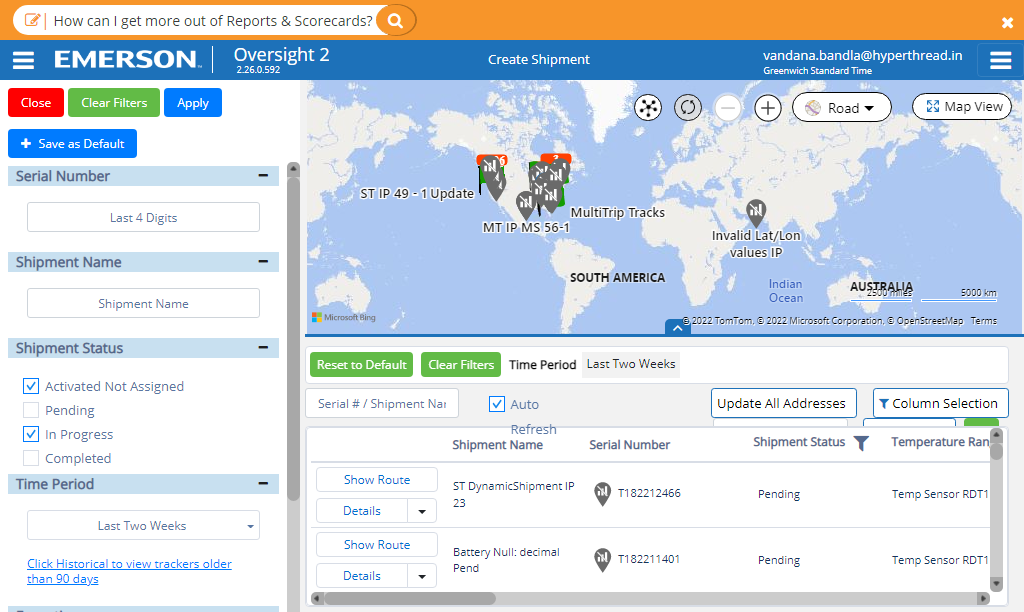 How can I get more out of Reports & Scorecards?
EMERSON
Oversight 2
2.26.0.592
Create Shipment
vandana.bandla@hyperthread.in
Greenwich Standard Time
Close
Clear Filters
Apply
Save as Default
Serial Number
Last 4 Digits
Shipment Name
Shipment Name
Shipment Status
Activated Not Assigned
Pending
In Progress
Completed
Time Period
Last Two Weeks
Click Historical to view trackers older
than 90 days
Road
Map View
ST IP 49 - 1 Update
MT IP MS 56-1
MultiTrip Tracks
Invalid Lat/Lon
values IP
SOUTH AMERICA
Indian
Ocean
AUSTRALIA
2500 miles
5000 km
Microsoft Bing
© 2022 TomTom, © 2022 Microsoft Corporation, © OpenStreetMap Terms
Reset to Default
Clear Filters
Time Period
Last Two Weeks
Serial # / Shipment Nar
Auto
Refresh
Update All Addresses
Column Selection
Shipment Name
Serial Number
Shipment Status
Temperature Ran
Show Route
Details
ST DynamicShipment IP
23
T182212466
Pending
Temp Sensor RDT1
Show Route
Details
Battery Null: decimal
Pend
T182211401
Pending
Temp Sensor RDT1